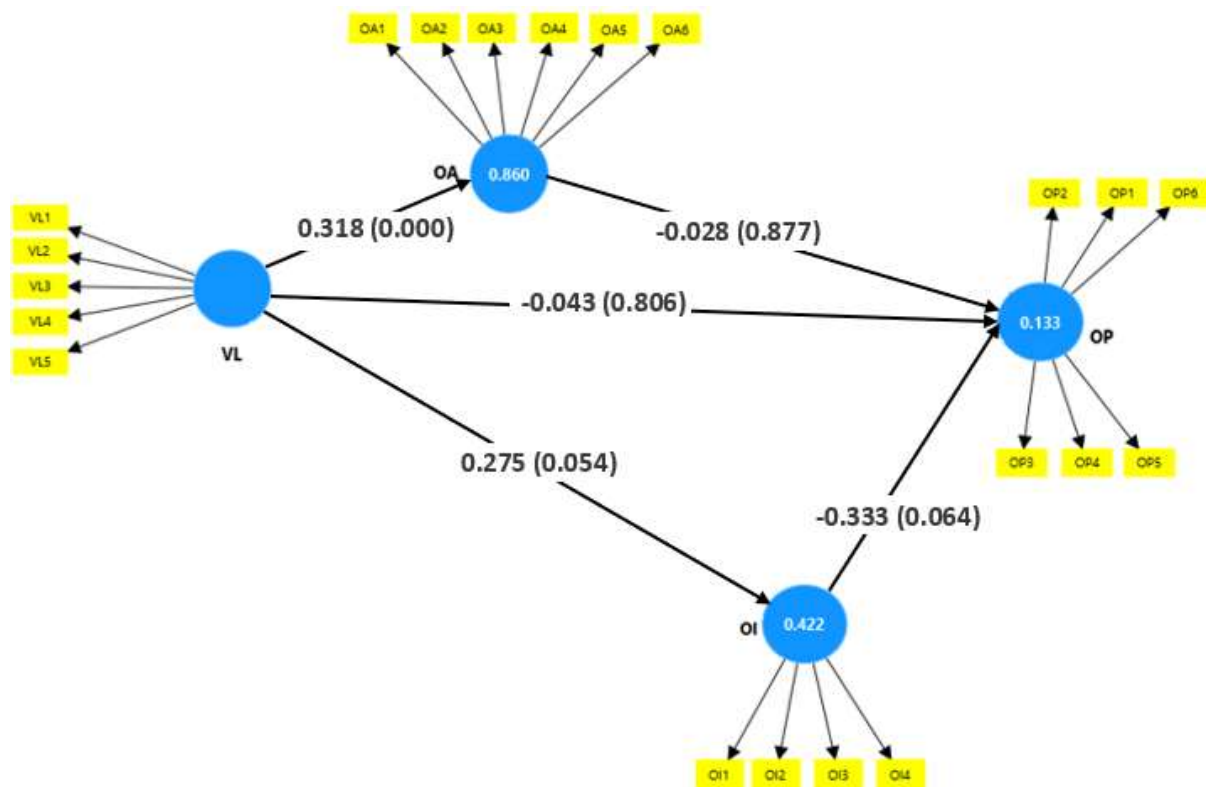 OA1 OA2 OA3 OA4 OA5 OA6
OA 0.860
OP2 OP1 OP6
VL1
VL2
VL3
VL4
VL5
0.318 (0.000)
-0.028 (0.877)
-0.043 (0.806)
0.133
OP
VL
0.275 (0.054)
OP3 OP4 OP5
-0.333 (0.064)
OI 0.422
OI1 OI2 OI3 OI4